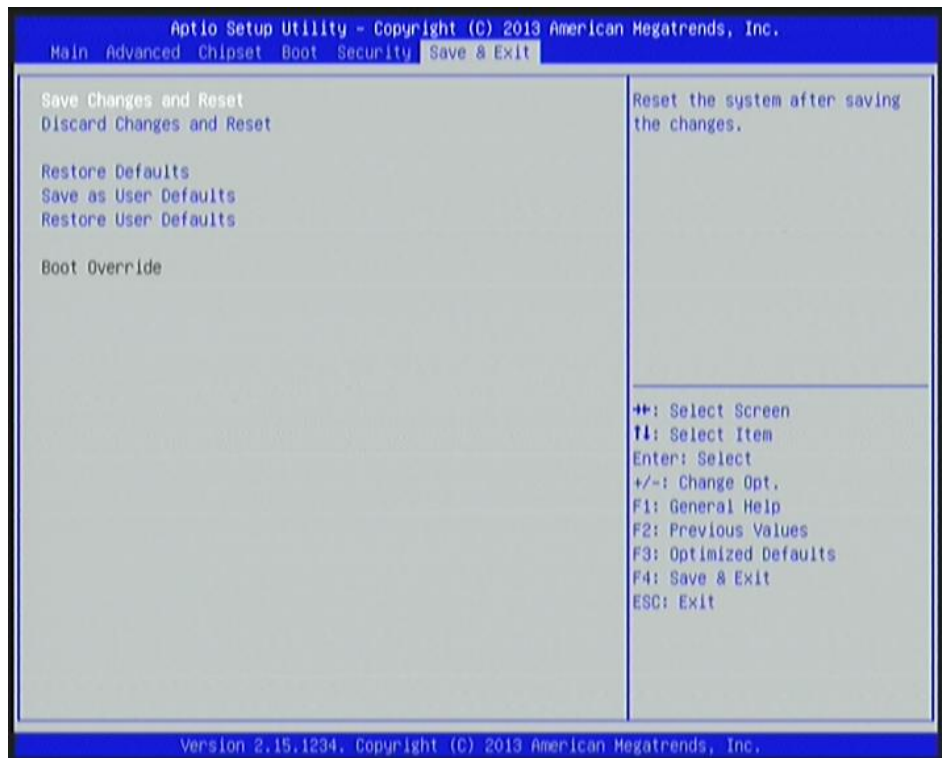 Aptio Setup Utility - Copyright (C) 2013 American Megatrends, Inc.
Main Advanced Chipset Boot Security Save & Exit
Save Changes and Reset
Discard Changes and Reset
Restore Defaults
Save as User Defaults
Restore User Defaults
Boot Override
Reset the system after saving
the changes.
→←: Select Screen
↑↓: Select Item
Enter: Select
+/-: Change Opt.
F1: General Help
F2: Previous Values
F3: Optimized Defaults
F4: Save & Exit
ESC: Exit
Version 2.15.1234. Copyright (C) 2013 American Megatrends, Inc.